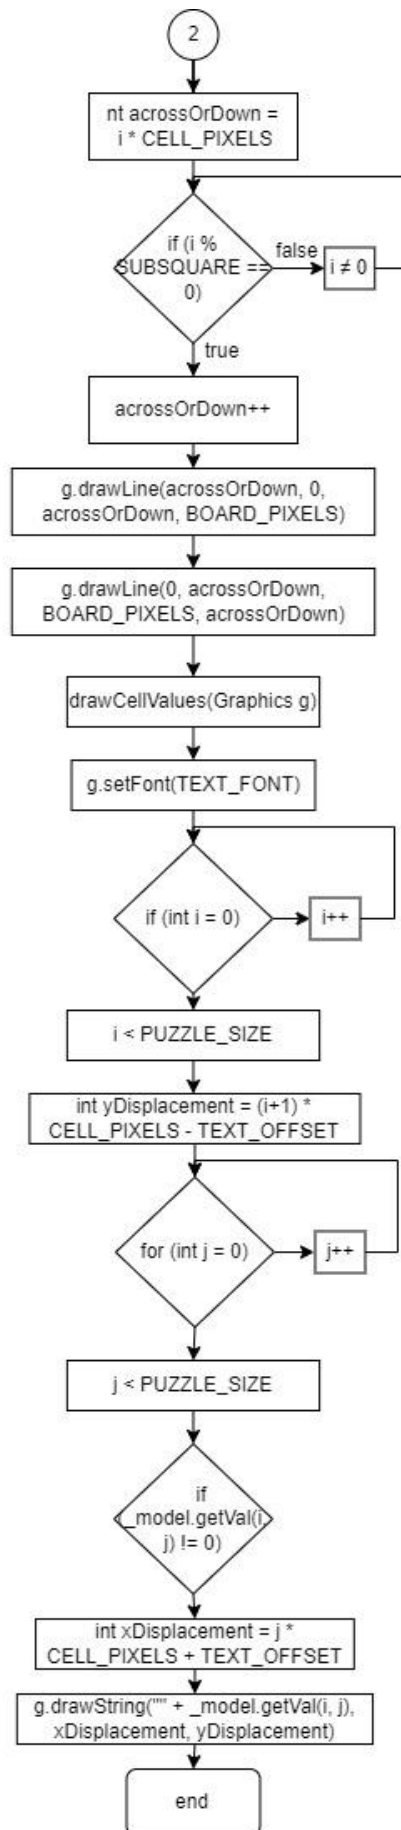 2
nt acrossOrDown =
i * CELL_PIXELS
if (i %
SUBSQUARE ==
0)
false
i ≠ 0
true
acrossOrDown++
g.drawLine(acrossOrDown, 0,
acrossOrDown, BOARD_PIXELS)
g.drawLine(0, acrossOrDown,
BOARD_PIXELS, acrossOrDown)
drawCellValues(Graphics g)
g.setFont(TEXT_FONT)
if (int i = 0)
i++
i < PUZZLE_SIZE
int yDisplacement = (i+1) *
CELL_PIXELS - TEXT_OFFSET
for (int j = 0)
j++
j < PUZZLE_SIZE
if
(_model.getVal(i,
j) != 0)
int xDisplacement = j *
CELL_PIXELS + TEXT_OFFSET
g.drawString("" + _model.getVal(i, j),
xDisplacement, yDisplacement)
end